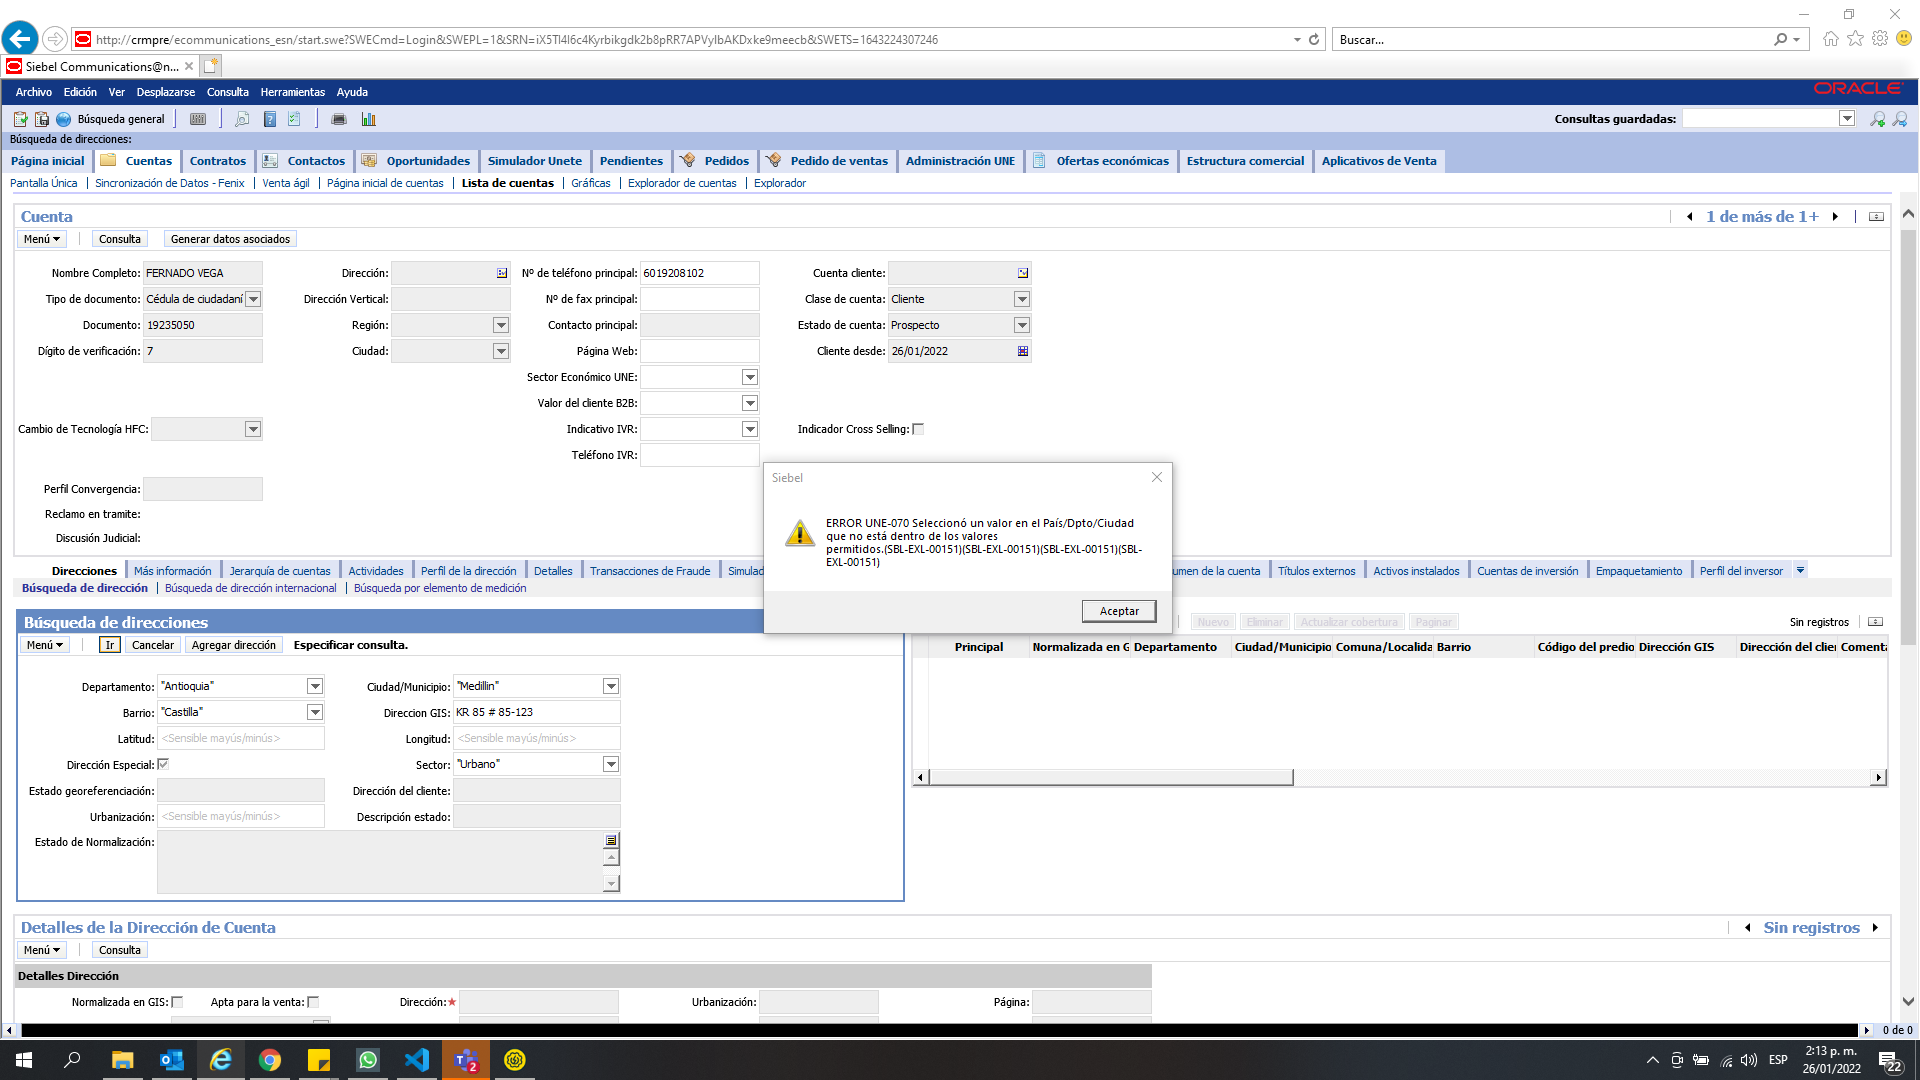 http://crmpre/ecommunications_esn/start.swe?SWECmd=Login&SWEPL=1&SRN=iX5Tl4l6c4Kyrbikgdk2b8pRR7APVylbAKDxke9meecb&SWETS=1643224307246
Buscar...
Siebel Communications@n...
Archivo Edición Ver Desplazarse Consulta Herramientas Ayuda
ORACLE
Búsqueda general
Consultas guardadas:
Búsqueda de direcciones:
Página inicial Cuentas Contratos Contactos Oportunidades Simulador Unete Pendientes Pedidos Pedido de ventas Administración UNE Ofertas económicas Estructura comercial Aplicativos de Venta
Pantalla Única Sincronización de Datos - Fenix Venta ágil Página inicial de cuentas Lista de cuentas Gráficas Explorador de cuentas Explorador
Cuenta
1 de más de 1+
Menú Consulta Generar datos asociados
Nombre Completo: FERNADO VEGA Dirección: Nº de teléfono principal: 6019208102 Cuenta cliente:
Tipo de documento: Cédula de ciudadaní Dirección Vertical: Nº de fax principal: Clase de cuenta: Cliente
Documento: 19235050 Región: Contacto principal: Estado de cuenta: Prospecto
Dígito de verificación: 7 Ciudad: Página Web: Cliente desde: 26/01/2022
Sector Económico UNE:
Valor del cliente B2B:
Cambio de Tecnología HFC: Indicativo IVR: Indicador Cross Selling:
Teléfono IVR:
Perfil Convergencia:
Reclamo en tramite:
Discusión Judicial:
Siebel
ERROR UNE-070 Seleccionó un valor en el País/Dpto/Ciudad
que no está dentro de los valores
permitidos.(SBL-EXL-00151)(SBL-EXL-00151)(SBL-EXL-00151)(SBL-
EXL-00151)
Aceptar
Direcciones Más información Jerarquía de cuentas Actividades Perfil de la dirección Detalles Transacciones de Fraude Simulad umen de la cuenta Títulos externos Activos instalados Cuentas de inversión Empaquetamiento Perfil del inversor
Búsqueda de dirección Búsqueda de dirección internacional Búsqueda por elemento de medición
Búsqueda de direcciones
Nuevo Eliminar Actualizar cobertura Paginar Sin registros
Menú Ir Cancelar Agregar dirección Especificar consulta.
Principal Normalizada en G Departamento Ciudad/Municipio Comuna/Localida Barrio Código del predio Dirección GIS Dirección del clier Comenta
Departamento: "Antioquia" Ciudad/Municipio: "Medillin"
Barrio: "Castilla" Direccion GIS: KR 85 # 85-123
Latitud: <Sensible mayús/minús> Longitud: <Sensible mayús/minús>
Dirección Especial: Sector: "Urbano"
Estado georeferenciación: Dirección del cliente:
Urbanización: <Sensible mayús/minús> Descripción estado:
Estado de Normalización:
Detalles de la Dirección de Cuenta
Sin registros
Menú Consulta
Detalles Dirección
Normalizada en GIS: Apta para la venta: Dirección:★ Urbanización: Página:
0 de 0
2
ESP
2:13 p. m.
26/01/2022
22